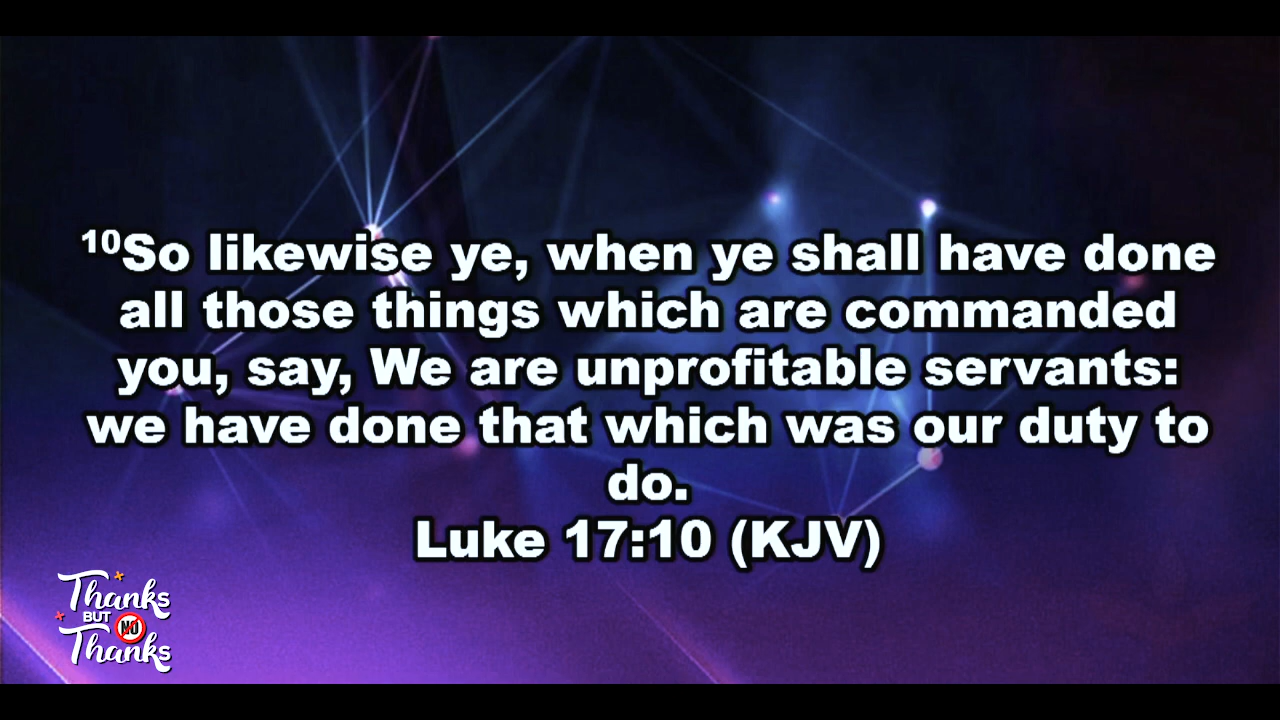 ¹⁰So likewise ye, when ye shall have done
all those things which are commanded
you, say, We are unprofitable servants:
we have done that which was our duty to
do.
Luke 17:10 (KJV)
Thanks
BUT NO
Thanks